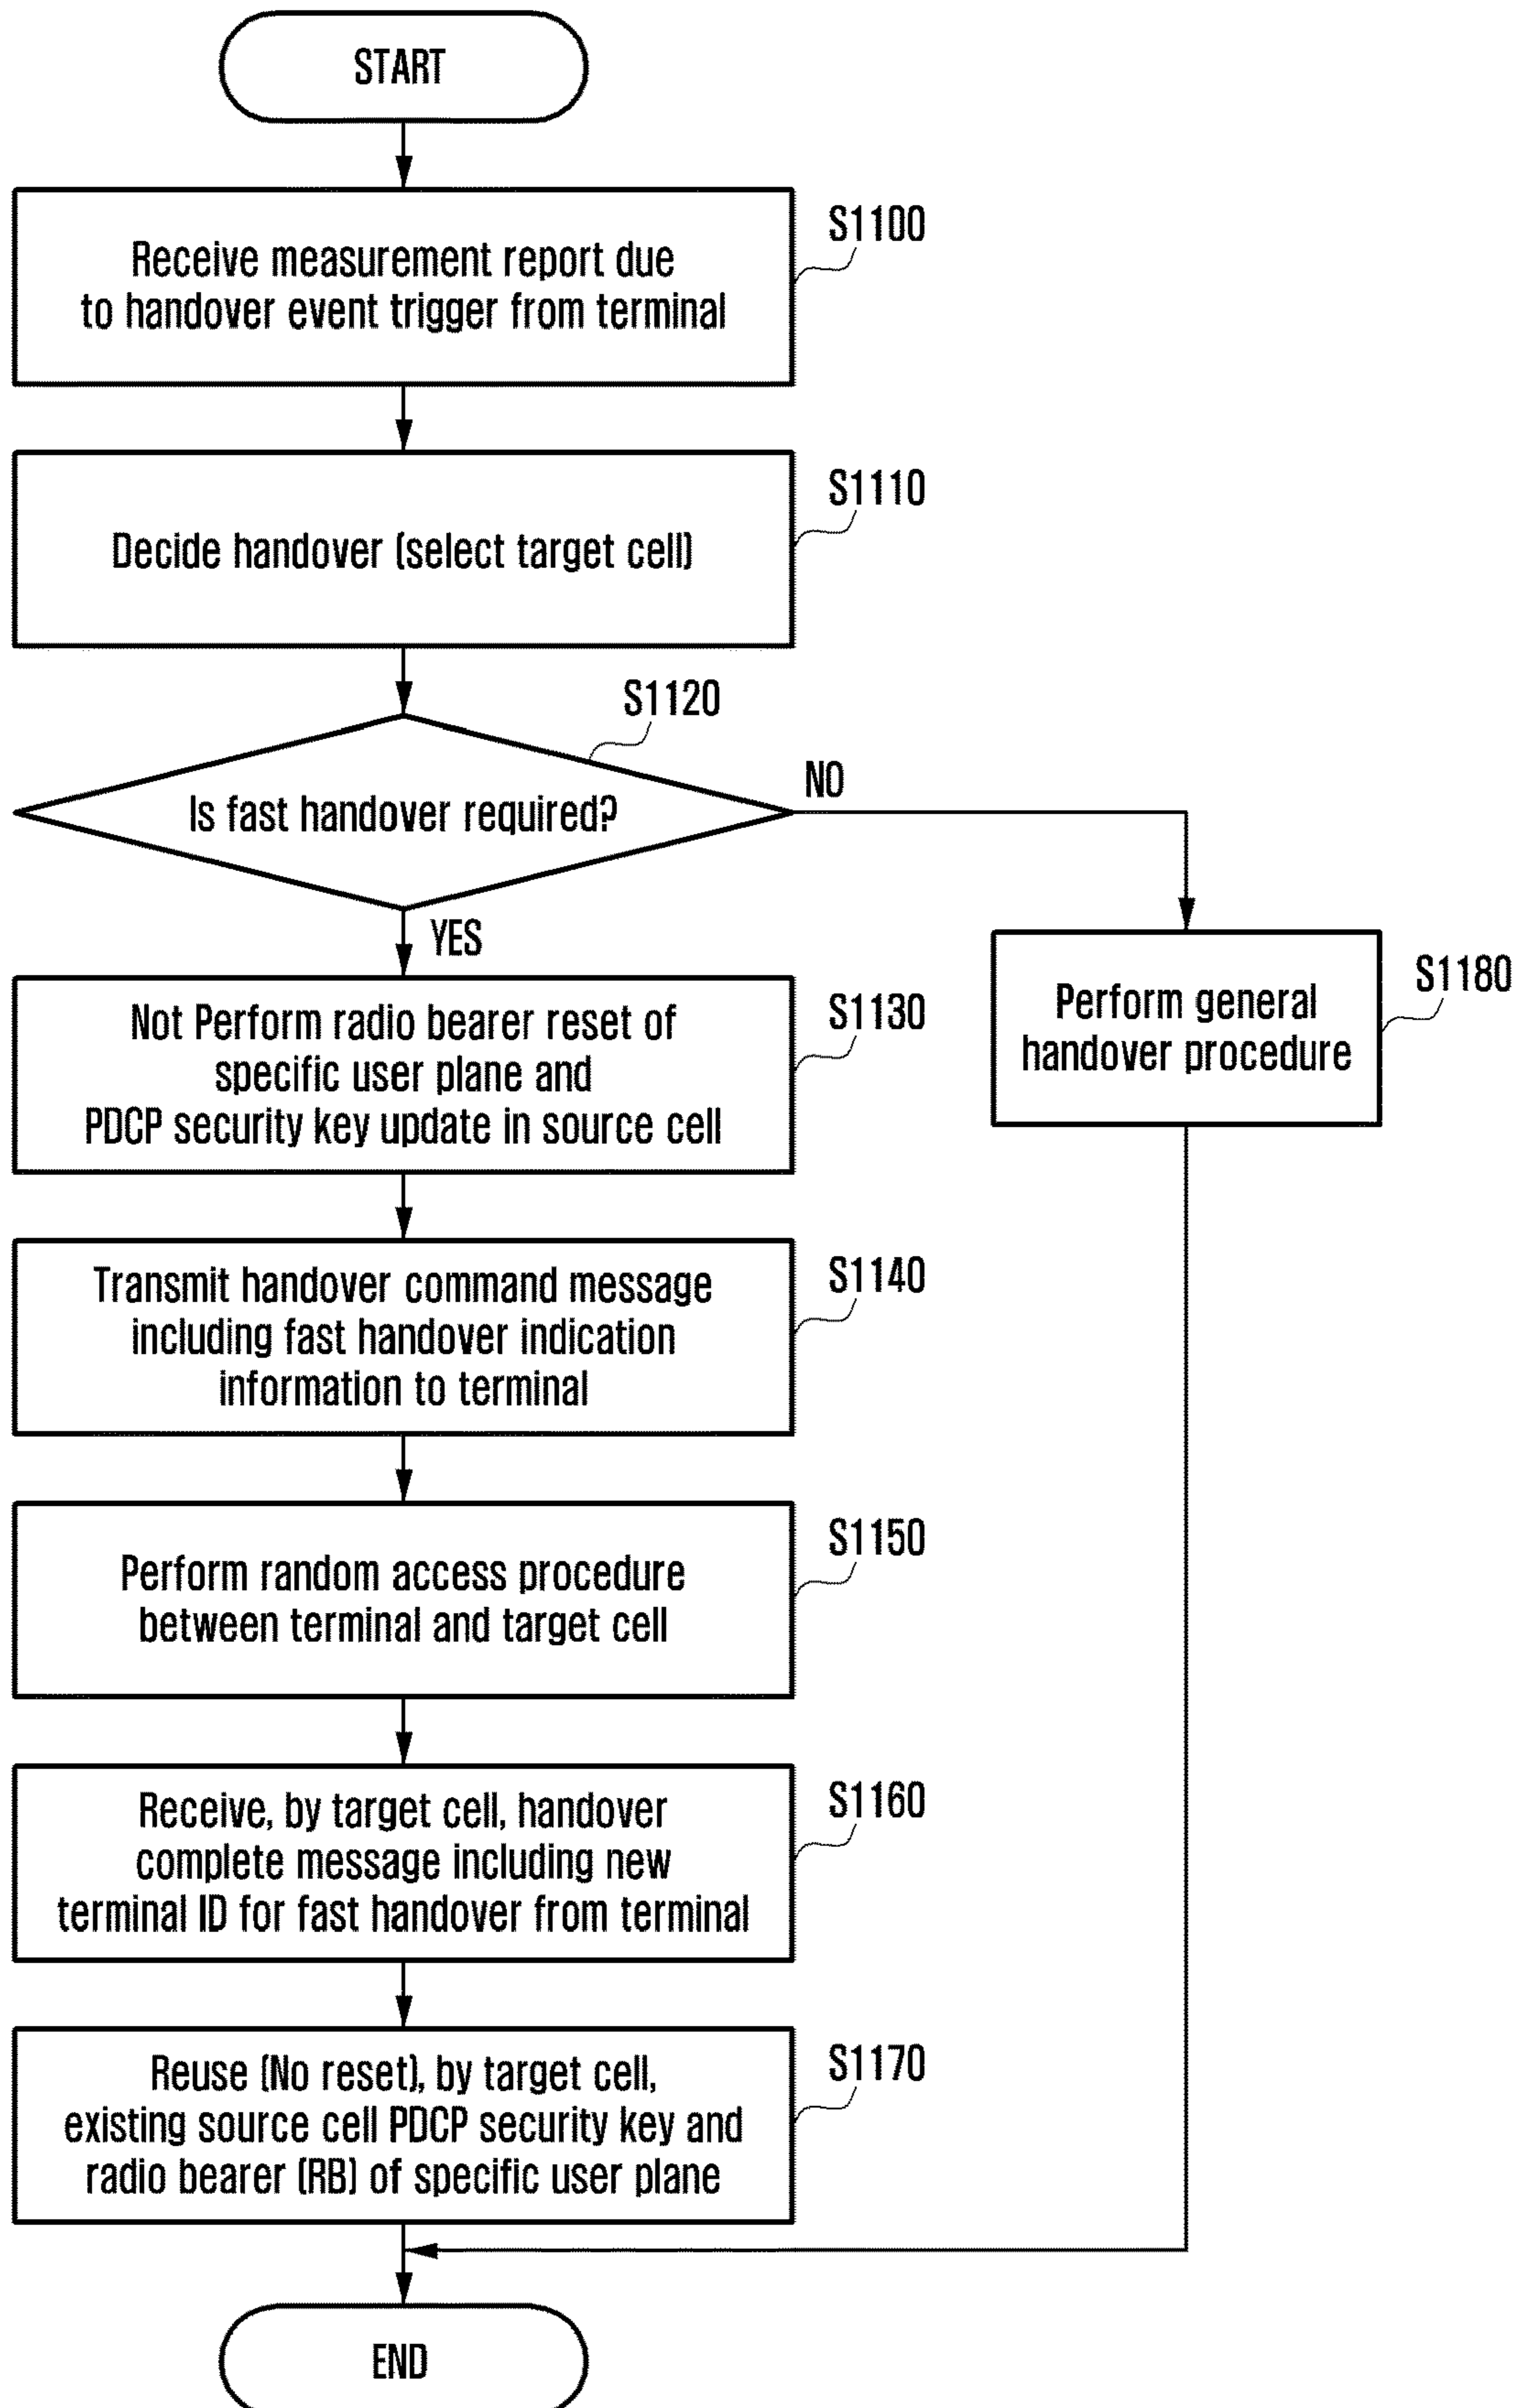 START
Receive measurement report due
to handover event trigger from terminal
S1100
Decide handover (select target cell)
S1110
S1120
Is fast handover required?
NO
YES
Not Perform radio bearer reset of
specific user plane and
PDCP security key update in source cell
S1130
Perform general
handover procedure
S1180
Transmit handover command message
including fast handover indication
information to terminal
S1140
Perform random access procedure
between terminal and target cell
S1150
Receive, by target cell, handover
complete message including new
terminal ID for fast handover from terminal
S1160
Reuse (No reset), by target cell,
existing source cell PDCP security key and
radio bearer (RB) of specific user plane
S1170
END